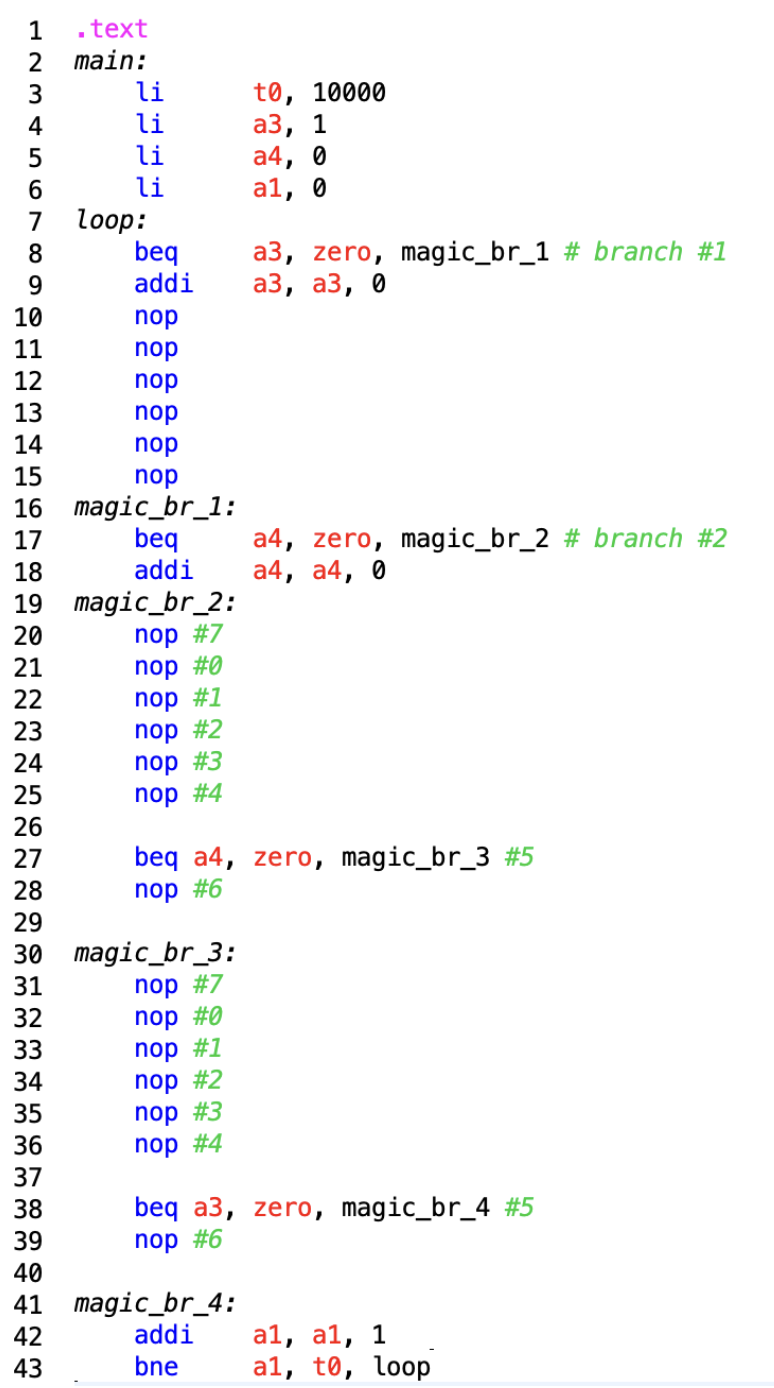 1 .text
2 main:
3 li t0, 10000
4 li a3, 1
5 li a4, 0
6 li a1, 0
7 loop:
8 beq a3, zero, magic_br_1 # branch #1
9 addi a3, a3, 0
10 nop
11 nop
12 nop
13 nop
14 nop
15 nop
16 magic_br_1:
17 beq a4, zero, magic_br_2 # branch #2
18 addi a4, a4, 0
19 magic_br_2:
20 nop #7
21 nop #0
22 nop #1
23 nop #2
24 nop #3
25 nop #4
26
27 beq a4, zero, magic_br_3 #5
28 nop #6
29
30 magic_br_3:
31 nop #7
32 nop #0
33 nop #1
34 nop #2
35 nop #3
36 nop #4
37
38 beq a3, zero, magic_br_4 #5
39 nop #6
40
41 magic_br_4:
42 addi a1, a1, 1
43 bne a1, t0, loop